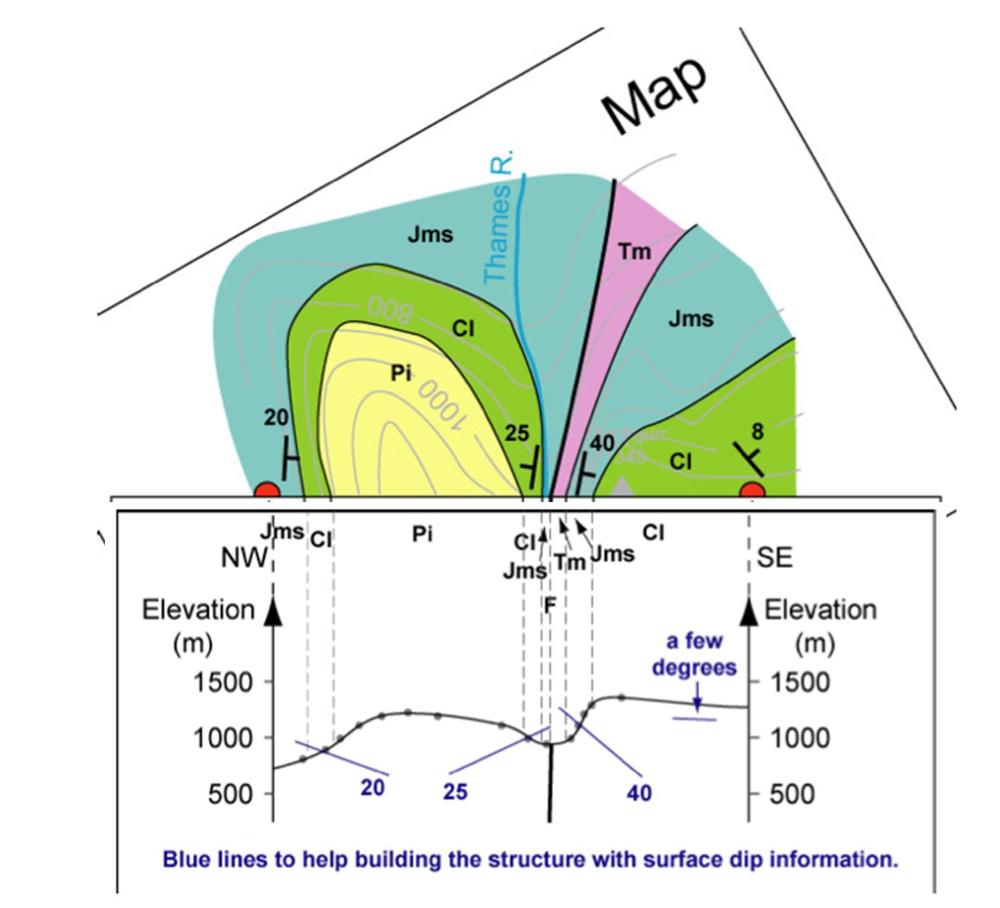 Map
Thames R.
Jms
Tm
Jms
800
Cl
Pi
1000
20
25
40
8
gurr
348
Cl
Jms
Cl
Pi
Cl
Jms
Tm
Jms
Cl
NW
SE
F
Elevation
(m)
Elevation
(m)
a few
degrees
1500
1500
1000
1000
500
500
20
25
40
Blue lines to help building the structure with surface dip information.